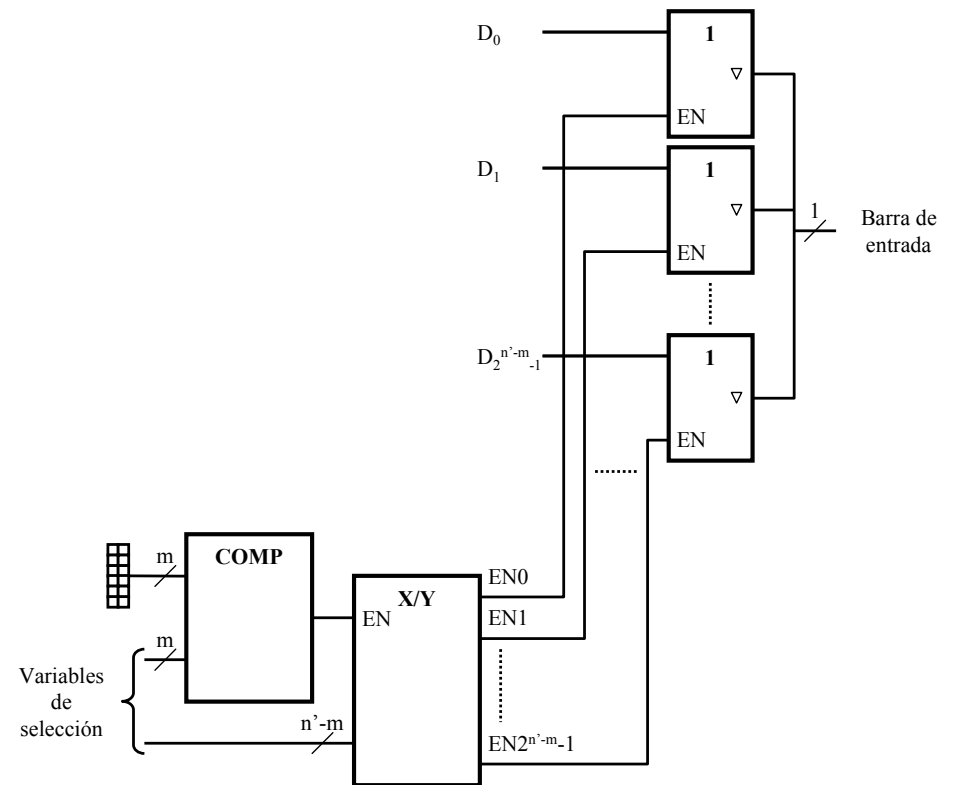 D₀
1
EN
D₁
1
EN
1
Barra de
entrada
D₂ⁿ’⁻ᵐ₋₁
1
EN
m
COMP
X/Y
EN
EN0
EN1
m
Variables
de
selección
n’-m
EN2ⁿ’⁻ᵐ-1